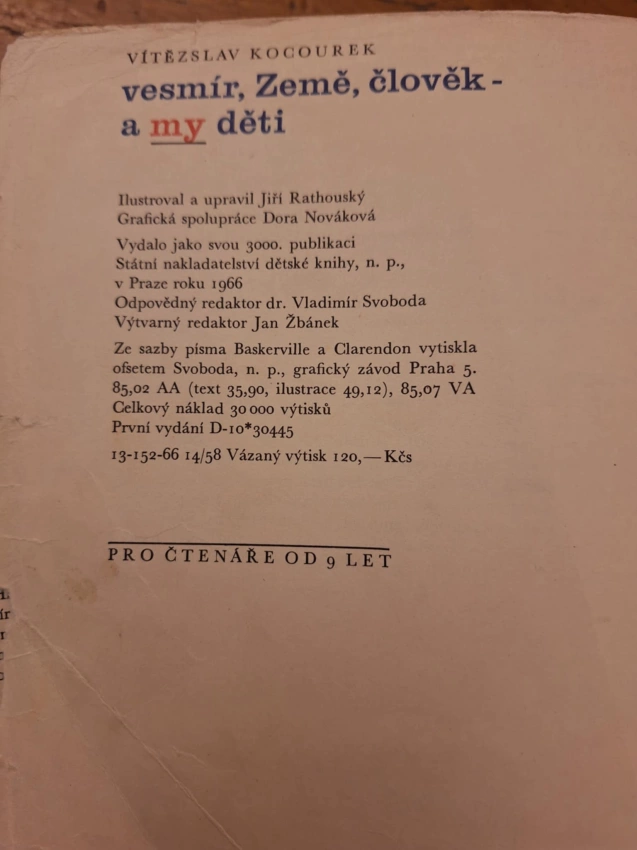 VÍTĚZSLAV KOCOUREK
vesmír, Země, člověk -
a my děti
Ilustroval a upravil Jiří Rathouský
Grafická spolupráce Dora Nováková
Vydalo jako svou 3000. publikaci
Státní nakladatelství dětské knihy, n. p.,
v Praze roku 1966
Odpovědný redaktor dr. Vladimír Svoboda
Výtvarný redaktor Jan Žbánek
Ze sazby písma Baskerville a Clarendon vytiskla
ofsetem Svoboda, n. p., grafický závod Praha 5.
85,02 AA (text 35,90, ilustrace 49,12), 85,07 VA
Celkový náklad 30 000 výtisků
První vydání D-10*30445
13-152-66 14/58 Vázaný výtisk 120,— Kčs
PRO ČTENÁŘE OD 9 LET